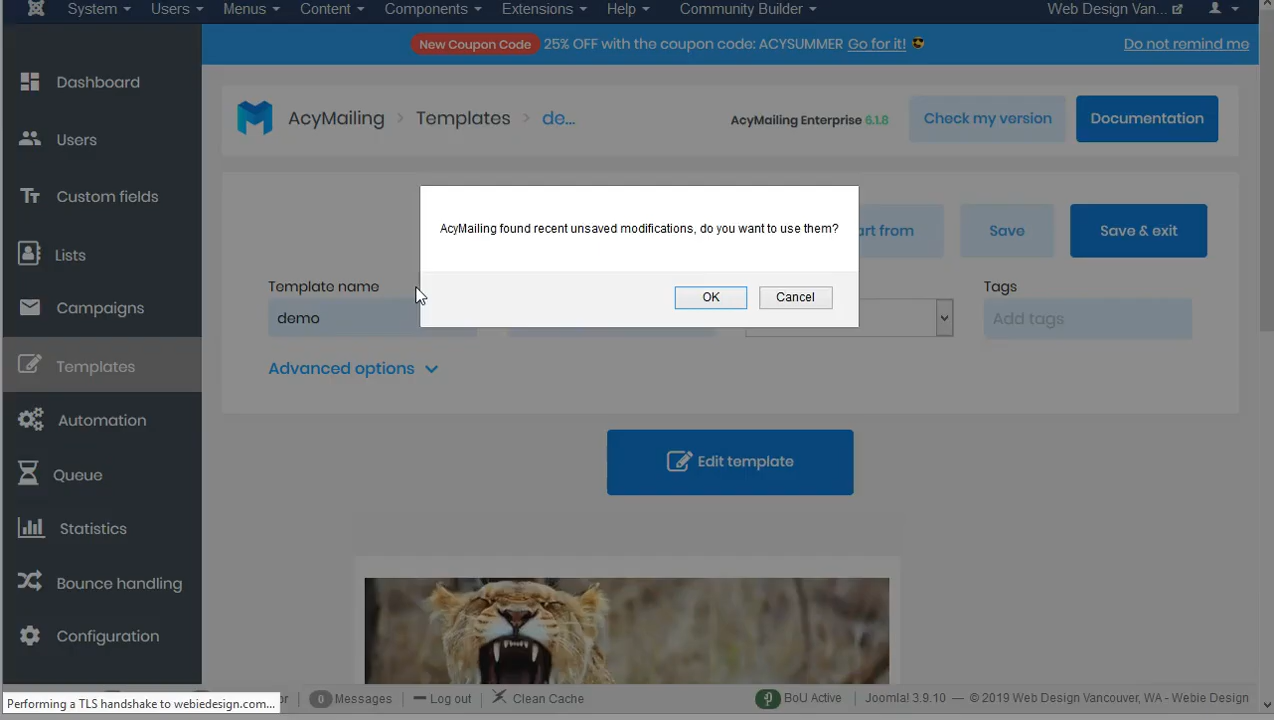 System Users Menus Content Components Extensions Help Community Builder Web Design Van...
New Coupon Code 25% OFF with the coupon code: ACYSUMMER Go for it! Do not remind me
Dashboard
Users
Custom fields
Lists
Campaigns
Templates
Automation
Queue
Statistics
Bounce handling
Configuration
AcyMailing > Templates > de...
AcyMailing Enterprise 6.1.8
Check my version
Documentation
AcyMailing found recent unsaved modifications, do you want to use them?
OK
Cancel
art from
Save
Save & exit
Template name
demo
Tags
Add tags
Advanced options
Edit template
Performing a TLS handshake to webiedesign.com...
0 Messages Log out Clean Cache BoU Active Joomla! 3.9.10 — © 2019 Web Design Vancouver, WA - Webie Design